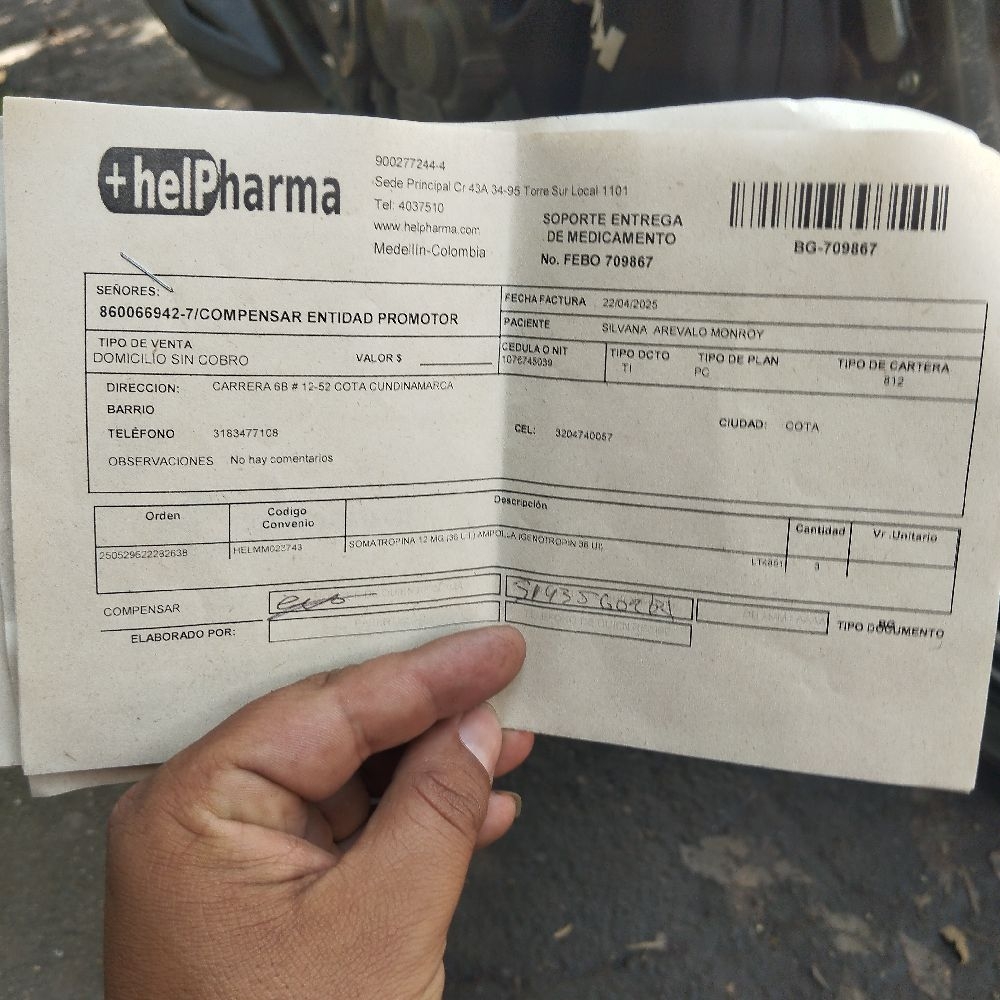 +helPharma
900277244-4
Sede Principal Cr 43A 34-95 Torre Sur Local 1101
Tel: 4037510
www.helpharma.com
Medellín-Colombia
SOPORTE ENTREGA
DE MEDICAMENTO
No. FEBO 709867
BG-709867
SEÑORES:
860066942-7/COMPENSAR ENTIDAD PROMOTOR
FECHA FACTURA 22/04/2025
PACIENTE SILVANA AREVALO MONROY
TIPO DE VENTA
DOMICILIO SIN COBRO VALOR $
CEDULA O NIT TIPO DCTO TIPO DE PLAN TIPO DE CARTERA
1076745039 TI PC 812
DIRECCION: CARRERA 6B # 12-52 COTA CUNDINAMARCA
BARRIO
TELÉFONO 3183477108 CEL: 3204740057 CIUDAD: COTA
OBSERVACIONES No hay comentarios
Orden Codigo Convenio Descripción Cantidad Vr. Unitario
250529622282638 HELMM023743 SOMATROPINA 12 MG (36 UI) AMPOLLA (GENOTROPIN 36 UI)
3
COMPENSAR
ELABORADO POR:
TIPO DOCUMENTO